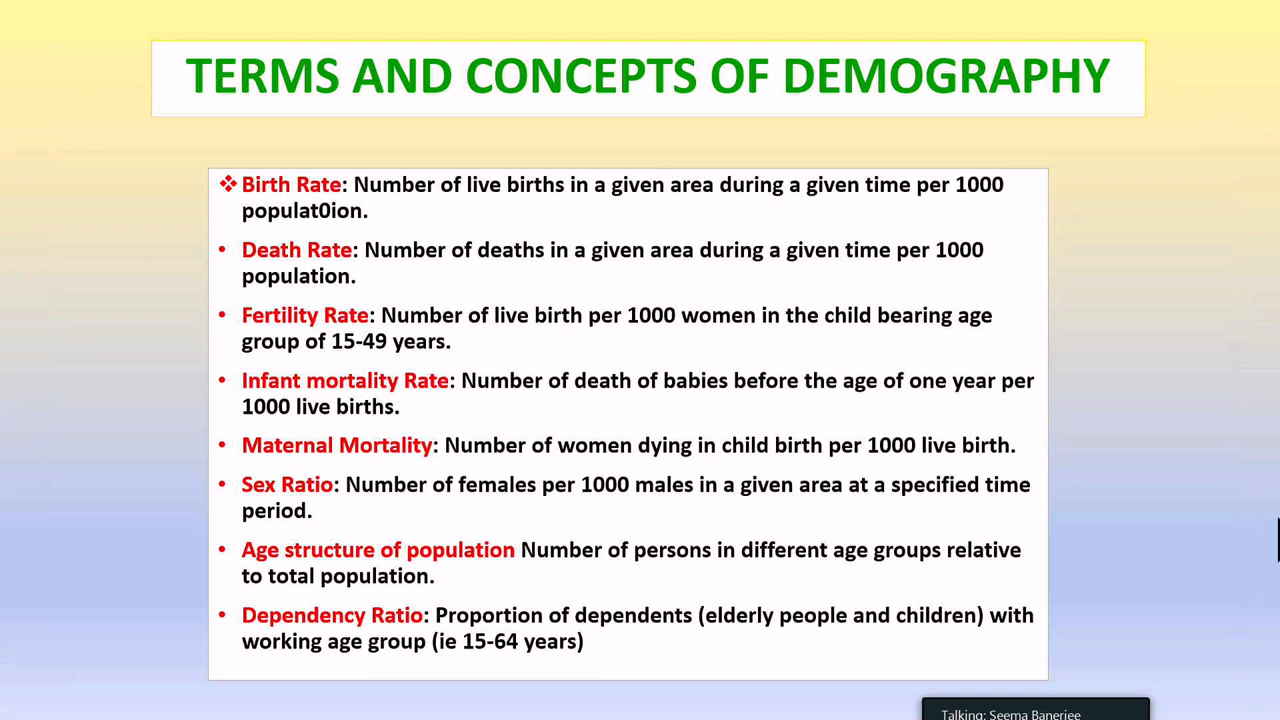 TERMS AND CONCEPTS OF DEMOGRAPHY
❖ Birth Rate: Number of live births in a given area during a given time per 1000
populat0ion.
• Death Rate: Number of deaths in a given area during a given time per 1000
population.
• Fertility Rate: Number of live birth per 1000 women in the child bearing age
group of 15-49 years.
• Infant mortality Rate: Number of death of babies before the age of one year per
1000 live births.
• Maternal Mortality: Number of women dying in child birth per 1000 live birth.
• Sex Ratio: Number of females per 1000 males in a given area at a specified time
period.
• Age structure of population Number of persons in different age groups relative
to total population.
• Dependency Ratio: Proportion of dependents (elderly people and children) with
working age group (ie 15-64 years)
Talking: Seema Banerjee